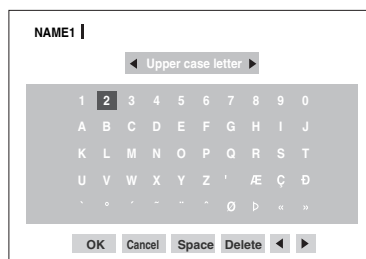 NAME1
◀ Upper case letter ▶
1 2 3 4 5 6 7 8 9 0
A B C D E F G H I J
K L M N O P Q R S T
U V W X Y Z ' Æ Ç Ð
` ° ´ ~ ¨ ^ Ø Þ « »
OK Cancel Space Delete ◀ ▶